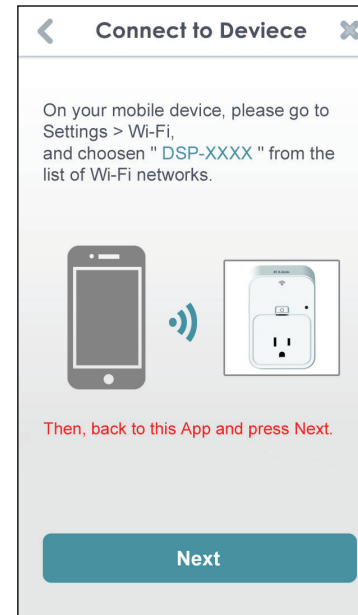 Connect to Deviece
On your mobile device, please go to
Settings > Wi-Fi,
and choosen " DSP-XXXX " from the
list of Wi-Fi networks.
Then, back to this App and press Next.
Next